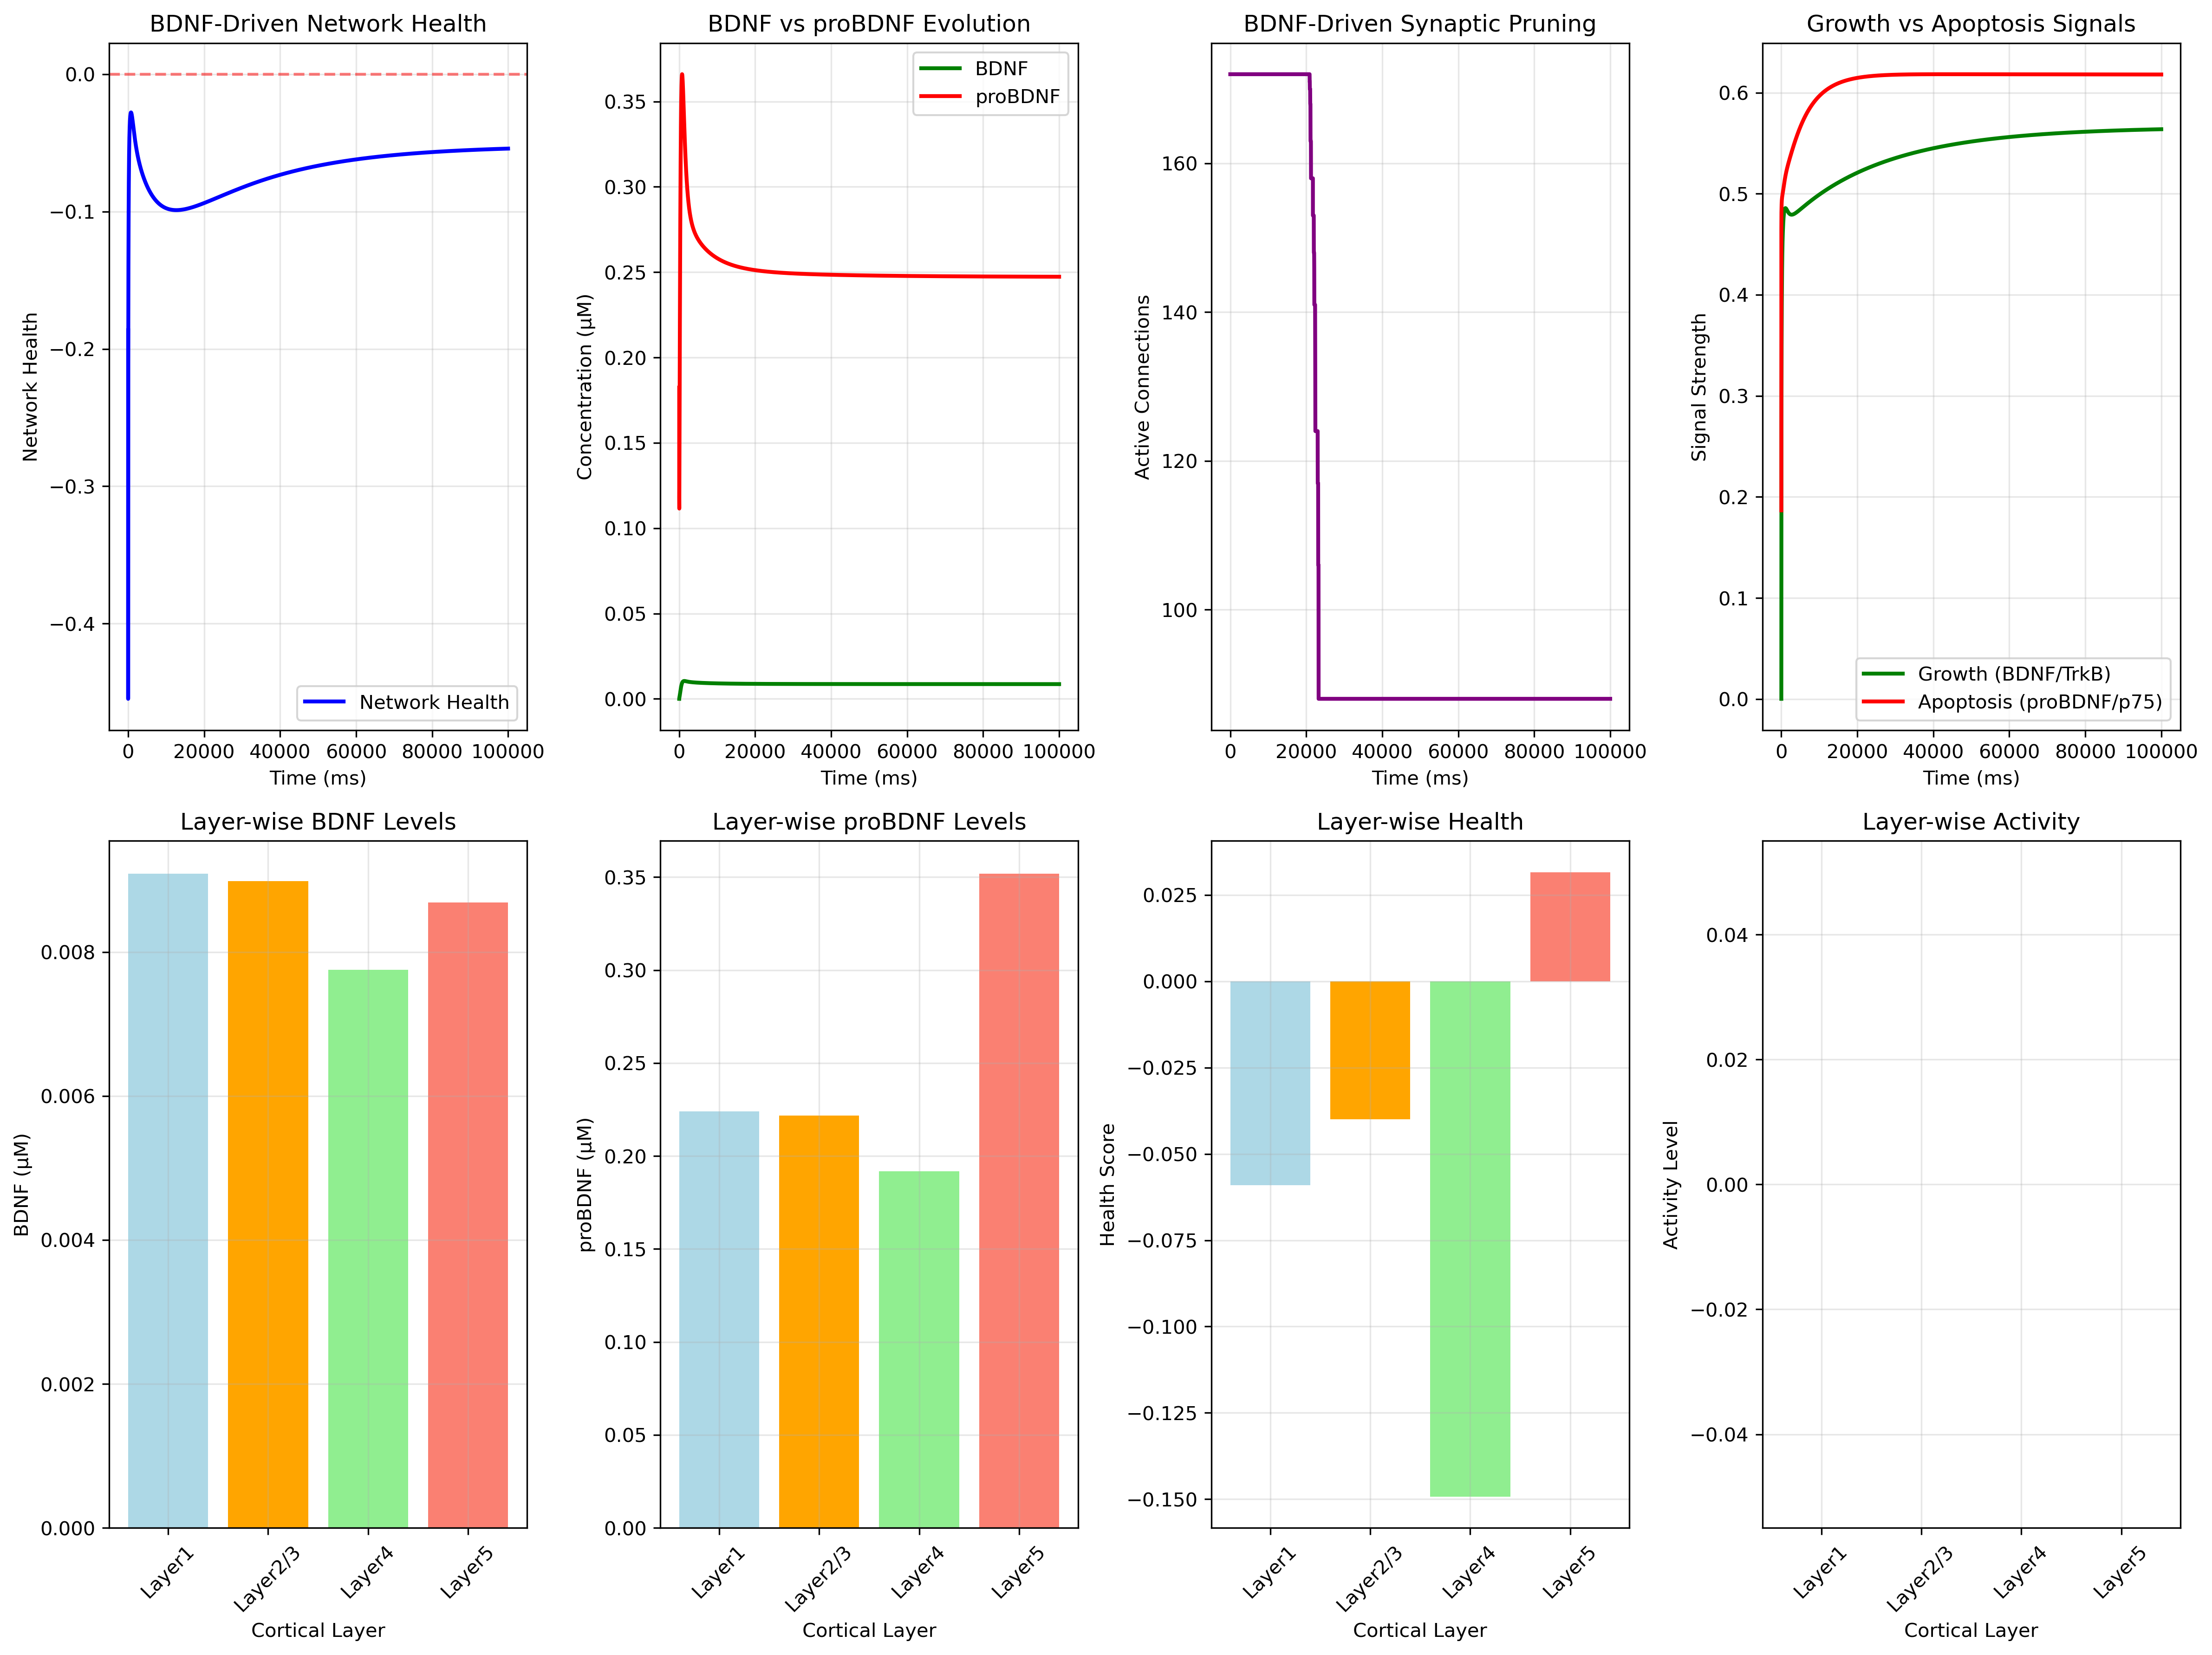 BDNF-Driven Network Health
0.0
−0.1
−0.2
−0.3
−0.4
Network Health
Network Health
0 20000 40000 60000 80000 100000
Time (ms)
BDNF vs proBDNF Evolution
BDNF
proBDNF
0.35
0.30
0.25
0.20
0.15
0.10
0.05
0.00
Concentration (μM)
0 20000 40000 60000 80000 100000
Time (ms)
BDNF-Driven Synaptic Pruning
160
140
120
100
Active Connections
0 20000 40000 60000 80000 100000
Time (ms)
Growth vs Apoptosis Signals
0.6
0.5
0.4
0.3
0.2
0.1
0.0
Signal Strength
Growth (BDNF/TrkB)
Apoptosis (proBDNF/p75)
0 20000 40000 60000 80000 100000
Time (ms)
Layer-wise BDNF Levels
0.008
0.006
0.004
0.002
0.000
BDNF (μM)
Layer1 Layer2/3 Layer4 Layer5
Cortical Layer
Layer-wise proBDNF Levels
0.35
0.30
0.25
0.20
0.15
0.10
0.05
0.00
proBDNF (μM)
Layer1 Layer2/3 Layer4 Layer5
Cortical Layer
Layer-wise Health
0.025
0.000
−0.025
−0.050
−0.075
−0.100
−0.125
−0.150
Health Score
Layer1 Layer2/3 Layer4 Layer5
Cortical Layer
Layer-wise Activity
0.04
0.02
0.00
−0.02
−0.04
Activity Level
Layer1 Layer2/3 Layer4 Layer5
Cortical Layer